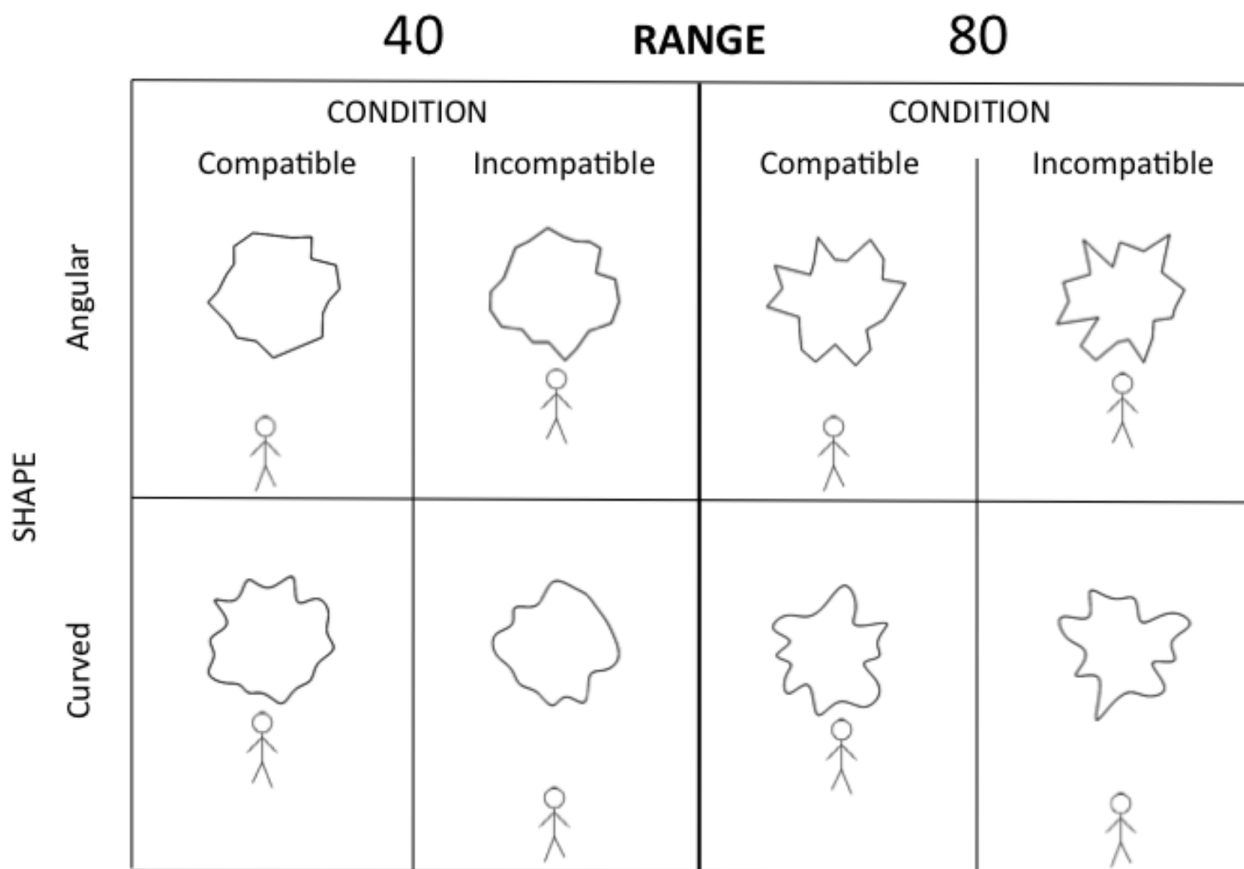 40 RANGE 80
CONDITION CONDITION
Compatible Incompatible Compatible Incompatible
Angular
SHAPE
Curved